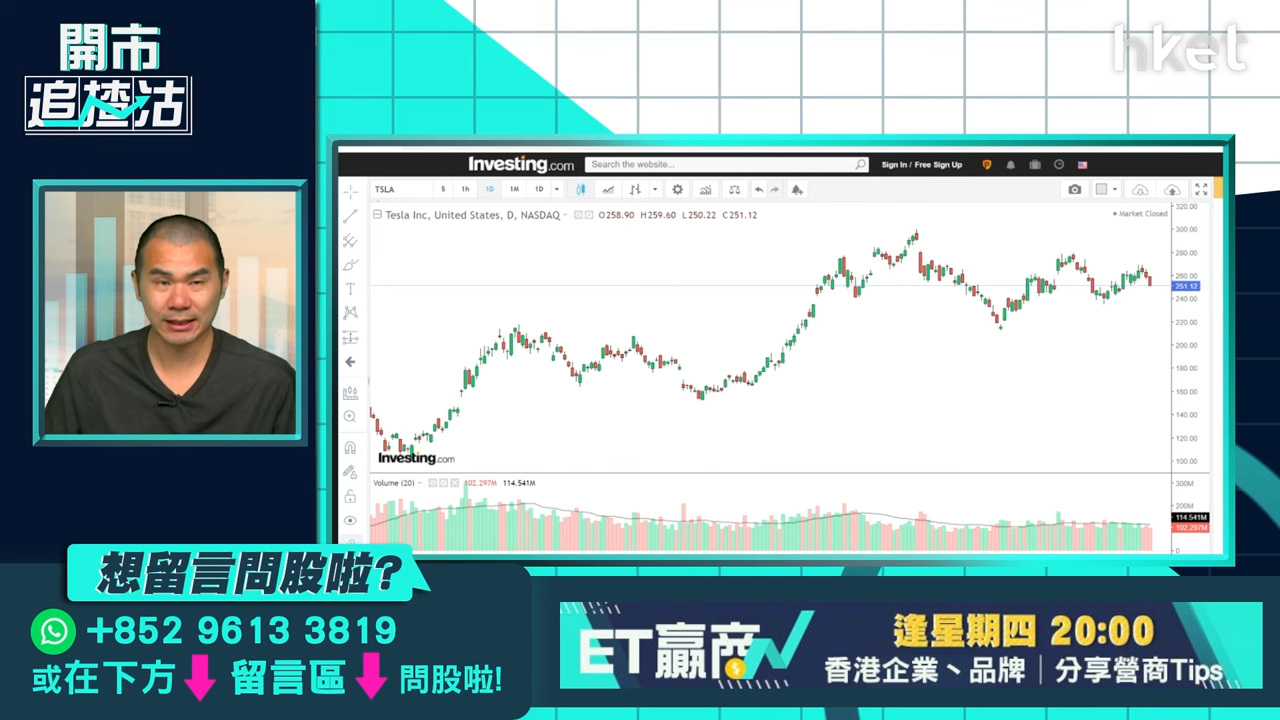 開市
追揸沽
hket
Investing.com
Search the website...
Sign In / Free Sign Up
TSLA
5
1h
1D
1M
1D
Tesla Inc, United States, D, NASDAQ
O258.90 H259.60 L250.22 C251.12
Market Closed
320.00
300.00
280.00
260.00
251.12
240.00
220.00
200.00
180.00
160.00
140.00
120.00
100.00
Investing.com
Volume (20)
102.297M
114.541M
300M
200M
114.541M
102.297M
0
想留言問股啦?
+852 9613 3819
或在下方
留言區
問股啦!
ET贏商
逢星期四 20:00
香港企業、品牌｜分享營商Tips